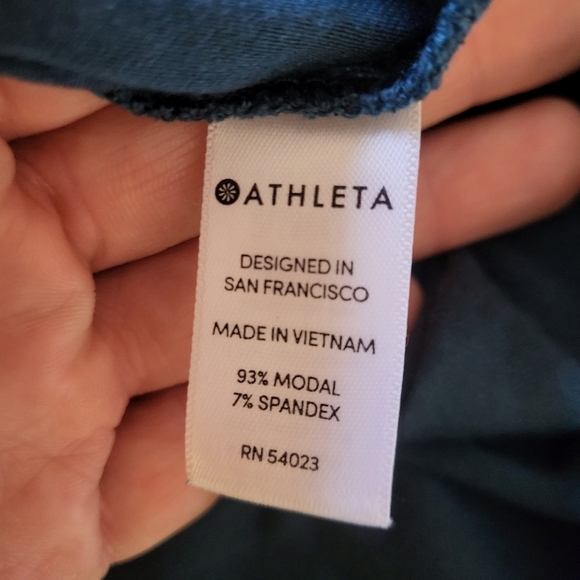 ATHLETA
DESIGNED IN
SAN FRANCISCO
MADE IN VIETNAM
93% MODAL
7% SPANDEX
RN 54023